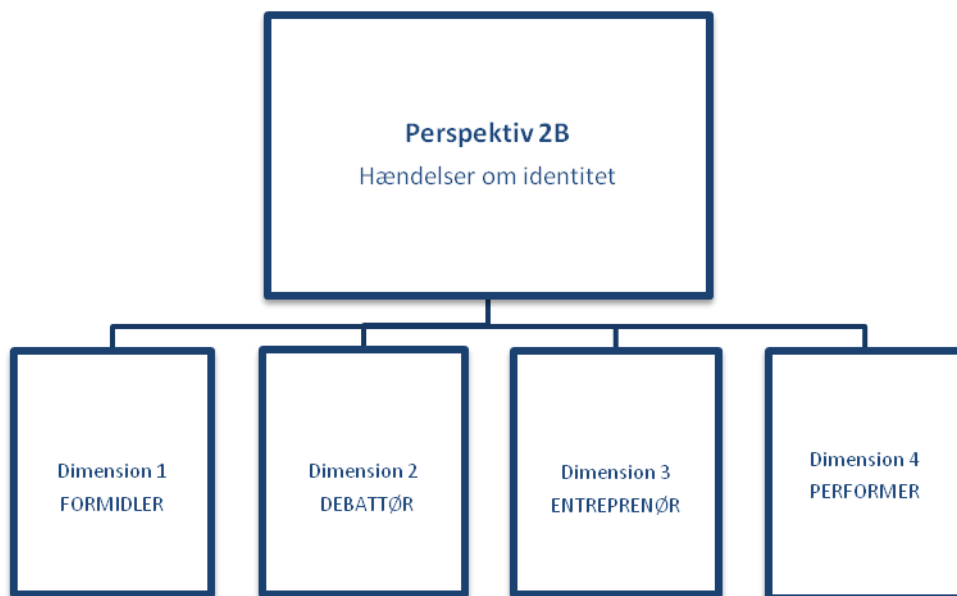 Perspektiv 2B
Hændelser om identitet
Dimension 1
FORMIDLER
Dimension 2
DEBATTØR
Dimension 3
ENTREPRENØR
Dimension 4
PERFORMER